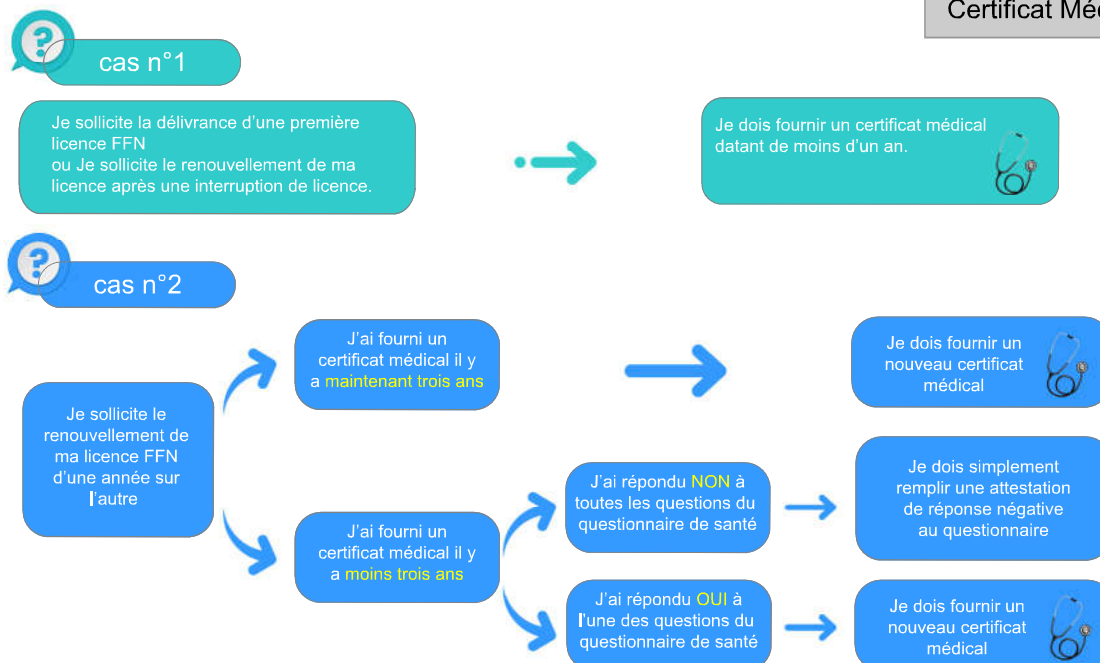 Certificat Mé
cas n°1
Je sollicite la délivrance d'une première
licence FFN
ou Je sollicite le renouvellement de ma
licence après une interruption de licence.
Je dois fournir un certificat médical
datant de moins d'un an.
cas n°2
Je sollicite le
renouvellement de
ma licence FFN
d'une année sur
l'autre
J'ai fourni un
certificat médical il y
a maintenant trois ans
Je dois fournir un
nouveau certificat
médical
J'ai fourni un
certificat médical il y
a moins trois ans
J'ai répondu NON à
toutes les questions du
questionnaire de santé
Je dois simplement
remplir une attestation
de réponse négative
au questionnaire
J'ai répondu OUI à
l'une des questions du
questionnaire de santé
Je dois fournir un
nouveau certificat
médical